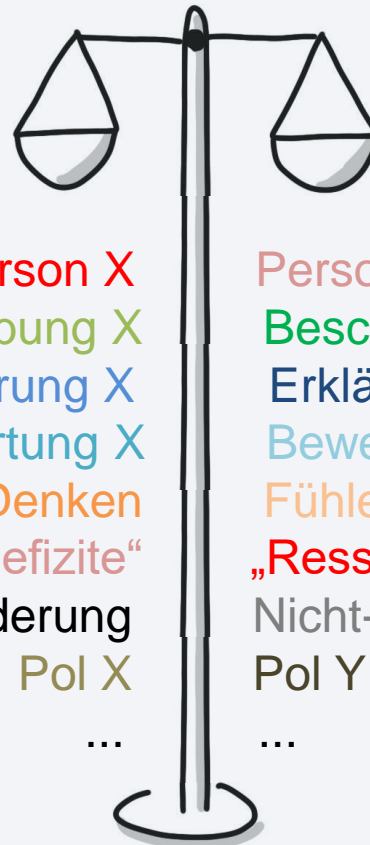 rson X Perso
bung X Besc
rung X Erklä
rtung X Bewe
Denken Fühle
efizite“ „Ress
derung Nicht-
Pol X Pol Y
... ...